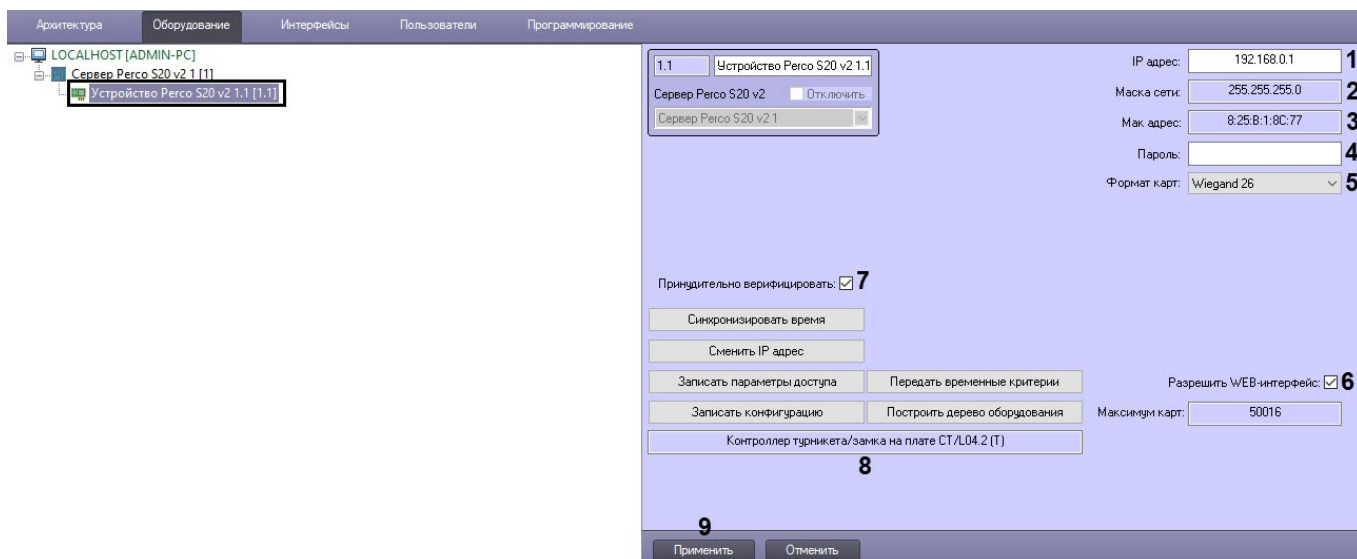 Архитектура Оборудование Интерфейсы Пользователи Программирование
LOCALHOST [ADMIN-PC]
Сервер Perco S20 v2 1 [1]
Устройство Perco S20 v2 1.1 [1.1]
1.1 Устройство Perco S20 v2 1.1
Сервер Perco S20 v2 Отключить
Сервер Perco S20 v2 1
IP адрес: 192.168.0.1 1
Маска сети: 255.255.255.0 2
Мак адрес: 8:25:B:1:8C:77 3
Пароль: 4
Формат карт: Wiegand 26 5
Принудительно верифицировать: 7
Синхронизировать время
Сменить IP адрес
Записать параметры доступа Передать временные критерии Разрешить WEB-интерфейс: 6
Записать конфигурацию Построить дерево оборудования Максимум карт: 50016
Контроллер турникета/замка на плате CT/L04.2 (T)
8
9
Применить Отменить